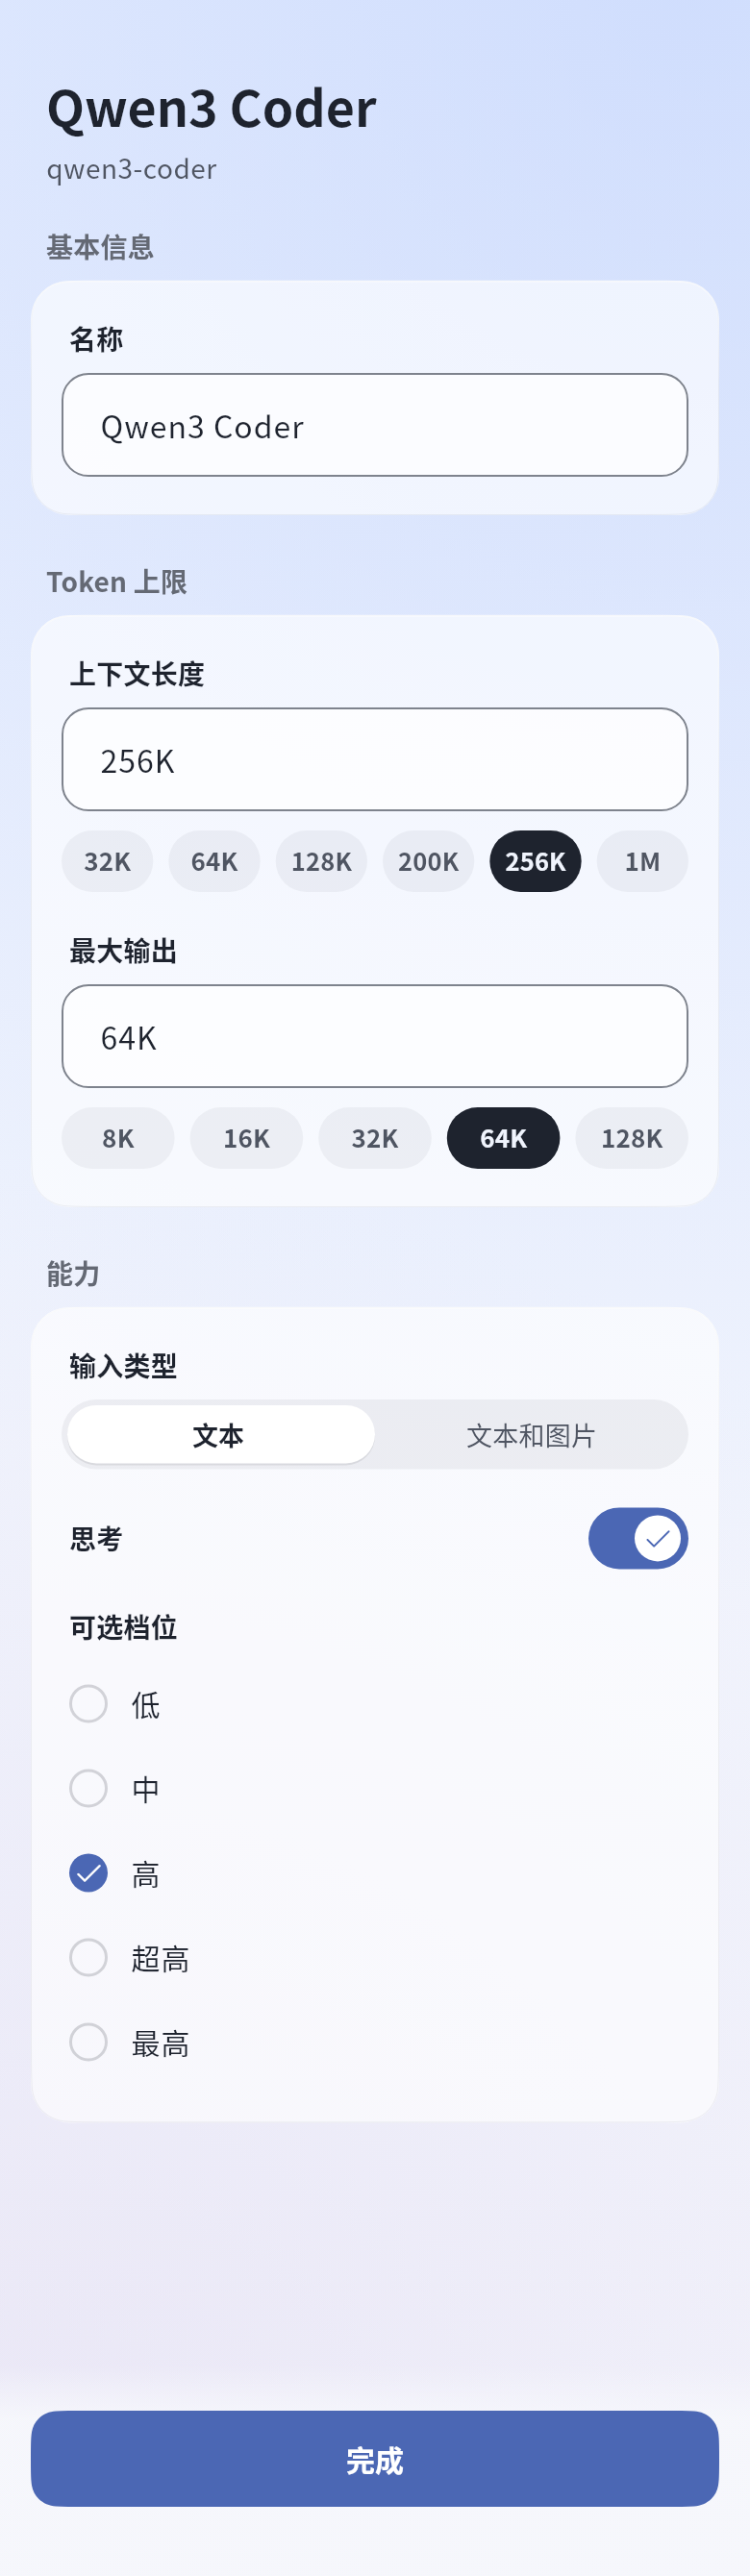 Qwen3 Coder
qwen3-coder
基本信息
名称
Qwen3 Coder
Token 上限
上下文长度
256K
32K 64K 128K 200K 256K 1M
最大输出
64K
8K 16K 32K 64K 128K
能力
输入类型
文本 文本和图片
思考
可选档位
低
中
高
超高
最高
完成